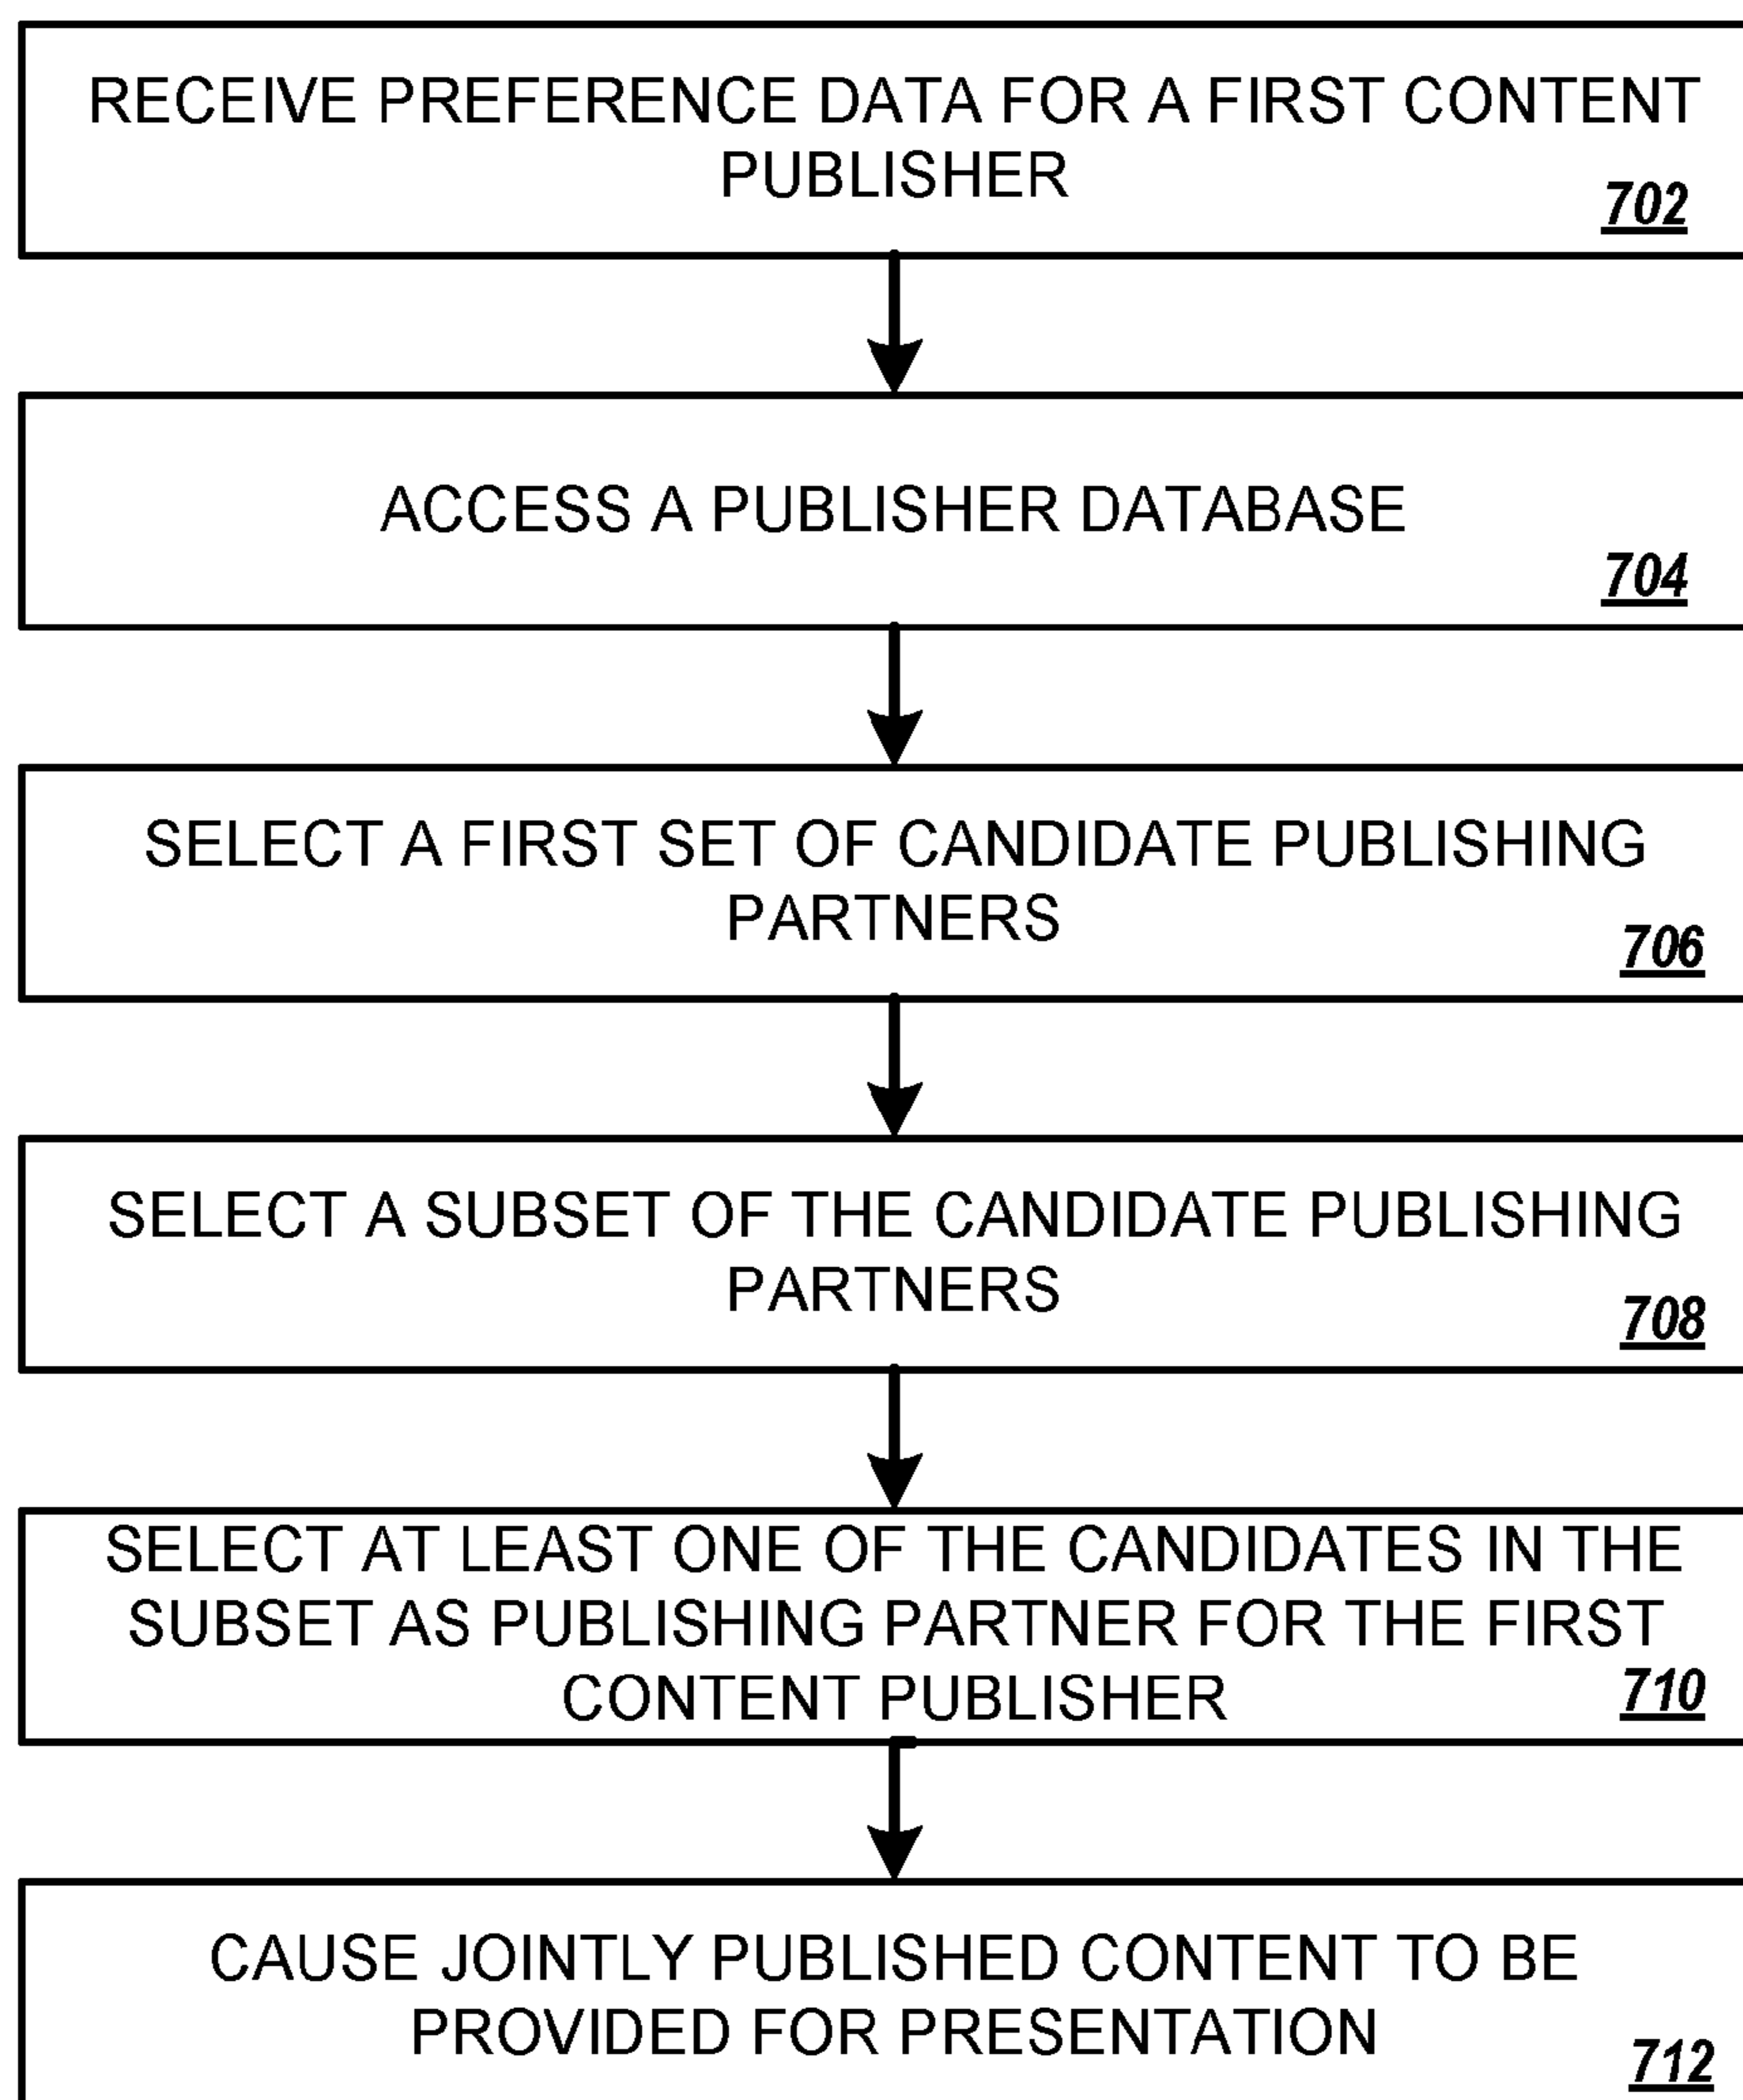 RECEIVE PREFERENCE DATA FOR A FIRST CONTENT
PUBLISHER
702
ACCESS A PUBLISHER DATABASE
704
SELECT A FIRST SET OF CANDIDATE PUBLISHING
PARTNERS
706
SELECT A SUBSET OF THE CANDIDATE PUBLISHING
PARTNERS
708
SELECT AT LEAST ONE OF THE CANDIDATES IN THE
SUBSET AS PUBLISHING PARTNER FOR THE FIRST
CONTENT PUBLISHER
710
CAUSE JOINTLY PUBLISHED CONTENT TO BE
PROVIDED FOR PRESENTATION
712